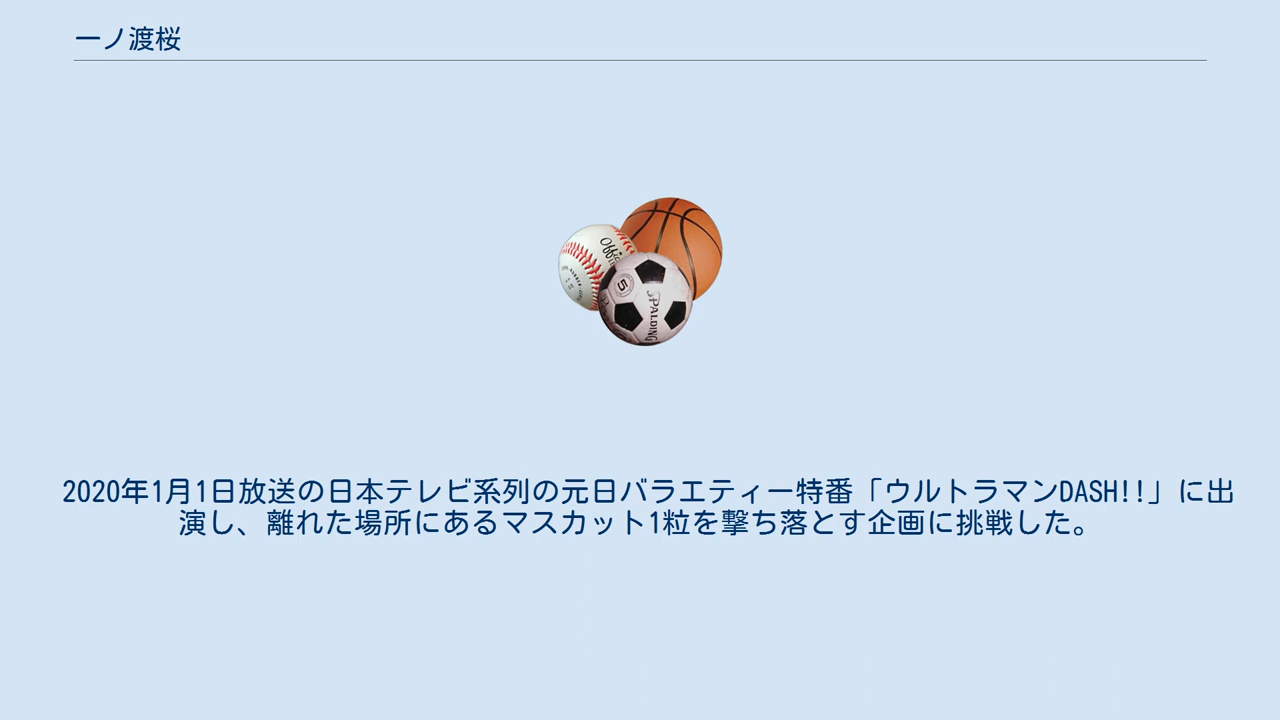 一ノ渡桜
Offic
5
SPALDING
2020年1月1日放送の日本テレビ系列の元日バラエティー特番「ウルトラマンDASH!!」に出
演し、離れた場所にあるマスカット1粒を撃ち落とす企画に挑戦した。